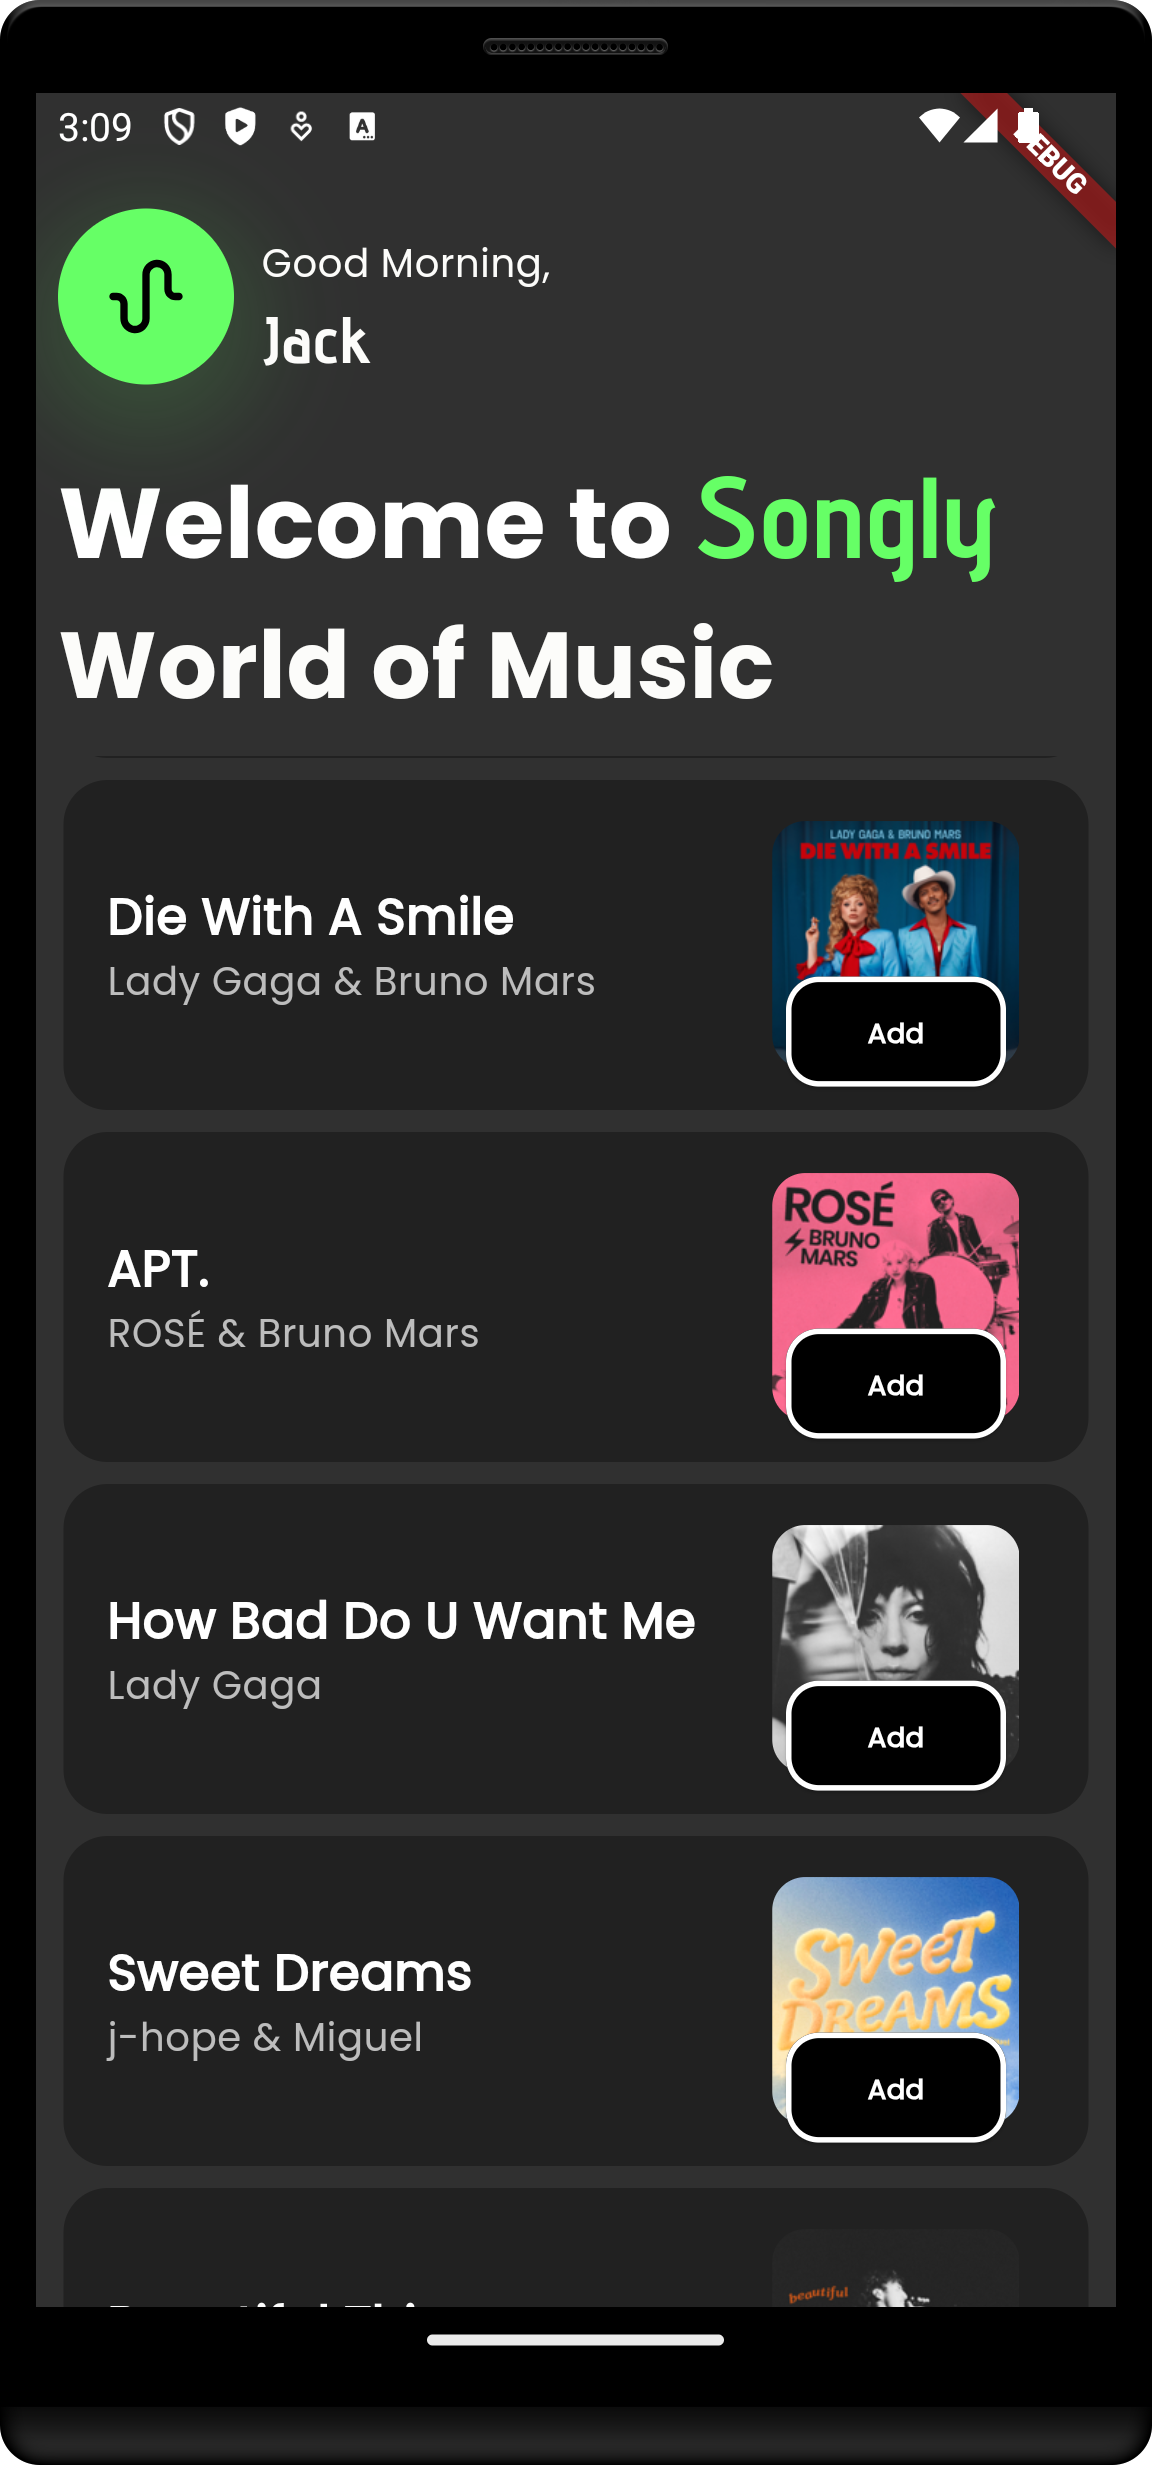 3:09
A
DEBUG
Good Morning,
Jack
Welcome to Songly
World of Music
LADY GAGA & BRUNO MARS
DIE WITH A SMILE
Die With A Smile
Lady Gaga & Bruno Mars
Add
ROSÉ
BRUNO
MARS
APT.
ROSÉ & Bruno Mars
Add
How Bad Do U Want Me
Lady Gaga
Add
SWEET
DREAMS
Sweet Dreams
j-hope & Miguel
Add
beautiful